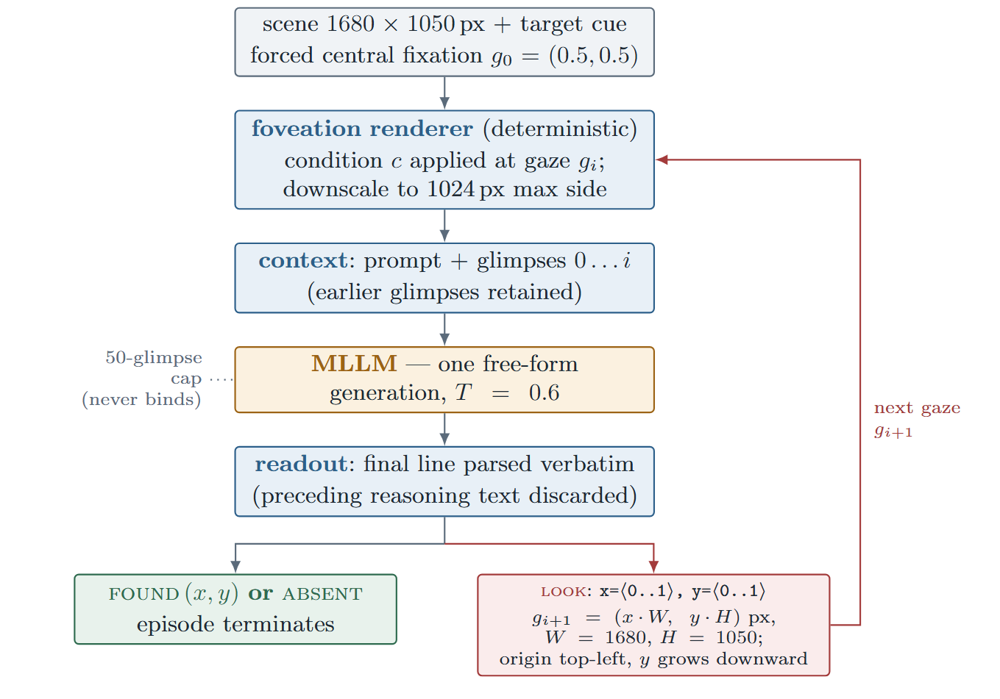 scene 1680 × 1050 px + target cue
forced central fixation g₀ = (0.5, 0.5)
foveation renderer (deterministic)
condition c applied at gaze gᵢ;
downscale to 1024 px max side
context: prompt + glimpses 0…i
(earlier glimpses retained)
50-glimpse
cap
(never binds)
MLLM — one free-form
generation, T = 0.6
next gaze
gᵢ₊₁
readout: final line parsed verbatim
(preceding reasoning text discarded)
FOUND (x, y) or ABSENT
episode terminates
LOOK: x=⟨0..1⟩, y=⟨0..1⟩
gᵢ₊₁ = (x · W, y · H) px,
W = 1680, H = 1050;
origin top-left, y grows downward